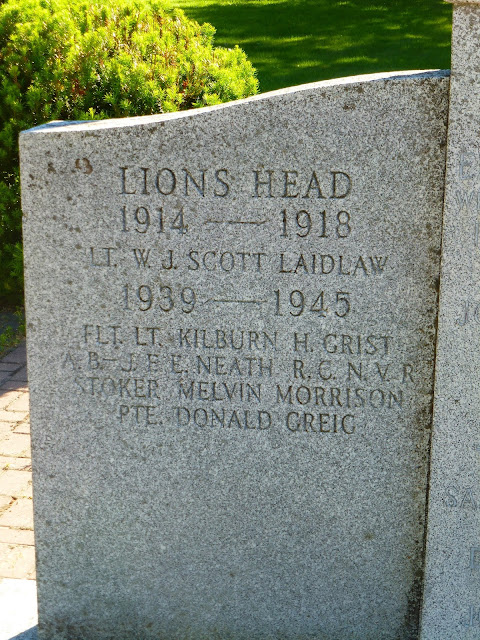 LIONS HEAD
1914 — 1918
LT. W. J. SCOTT LAIDLAW
1939 — 1945
FLT. LT. KILBURN H. GRIST
A.B— J. F. E. NEATH R. C. N. V. R
STOKER MELVIN MORRISON
PTE. DONALD GREIG